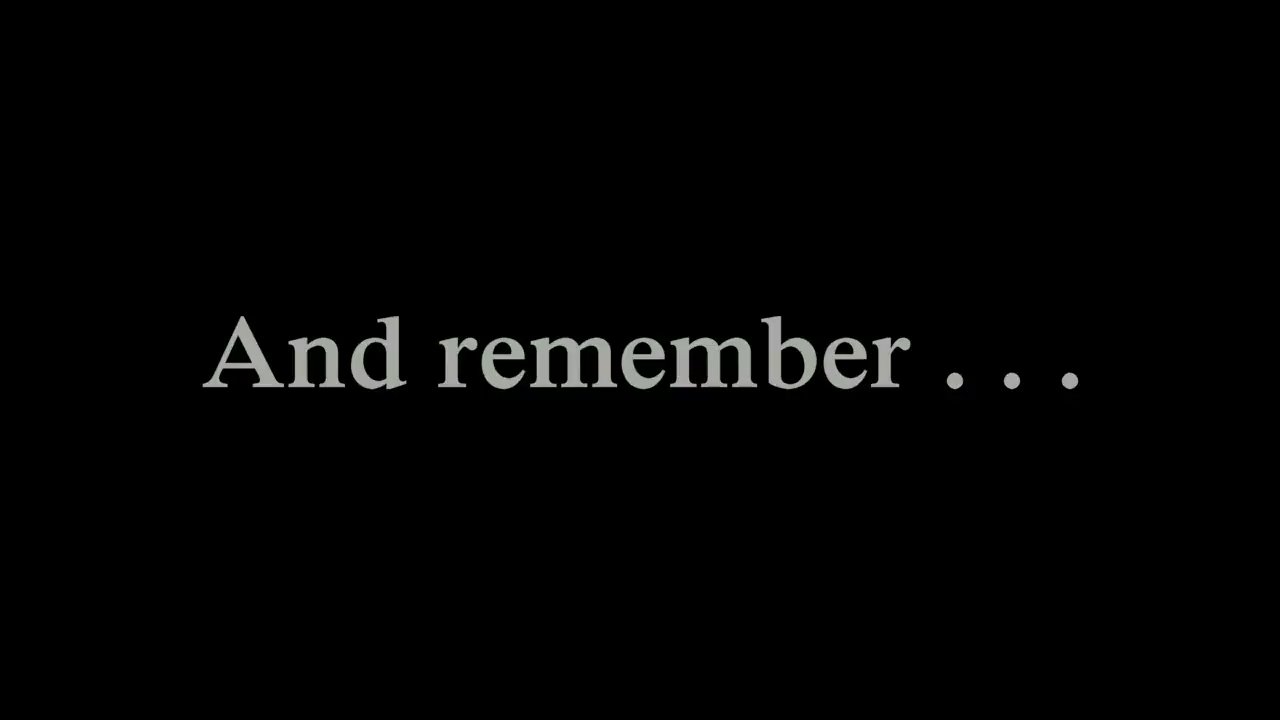 And remember . . .